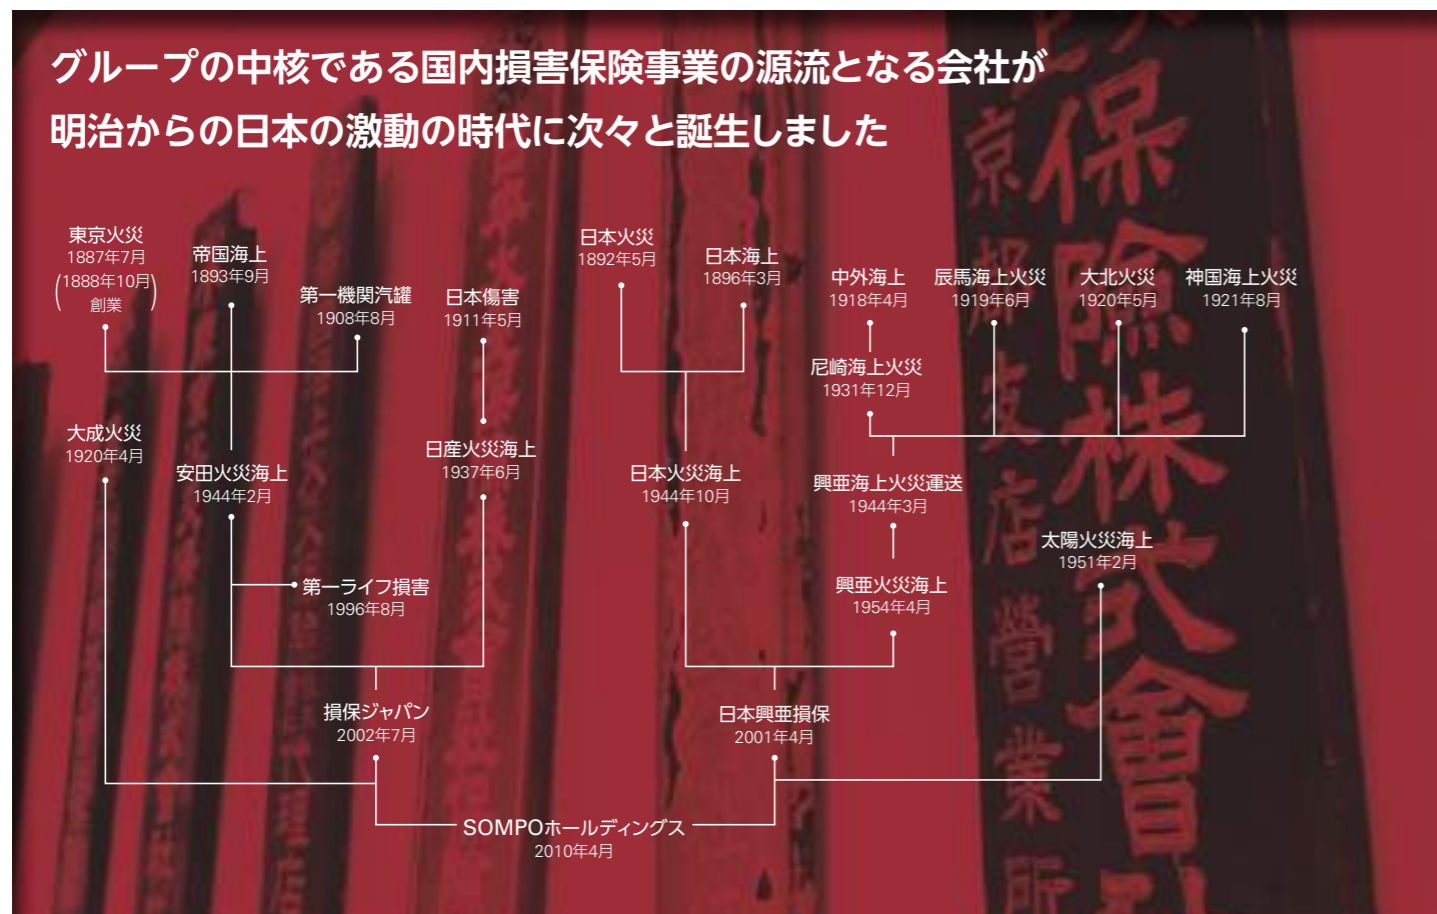 グループの中核である国内損害保険事業の源流となる会社が
明治からの日本の激動の時代に次々と誕生しました
東京火災
1887年7月
(1888年10月
創業)
帝国海上
1893年9月
第一機関汽罐
1908年8月
日本傷害
1911年5月
日本火災
1892年5月
日本海上
1896年3月
中外海上
1918年4月
辰馬海上火災
1919年6月
大北火災
1920年5月
神国海上火災
1921年8月
尼崎海上火災
1931年12月
大成火災
1920年4月
安田火災海上
1944年2月
日産火災海上
1937年6月
日本火災海上
1944年10月
興亜海上火災運送
1944年3月
太陽火災海上
1951年2月
第一ライフ損害
1996年8月
興亜火災海上
1954年4月
損保ジャパン
2002年7月
日本興亜損保
2001年4月
SOMPOホールディングス
2010年4月
保險株式會社
京都支店營業所